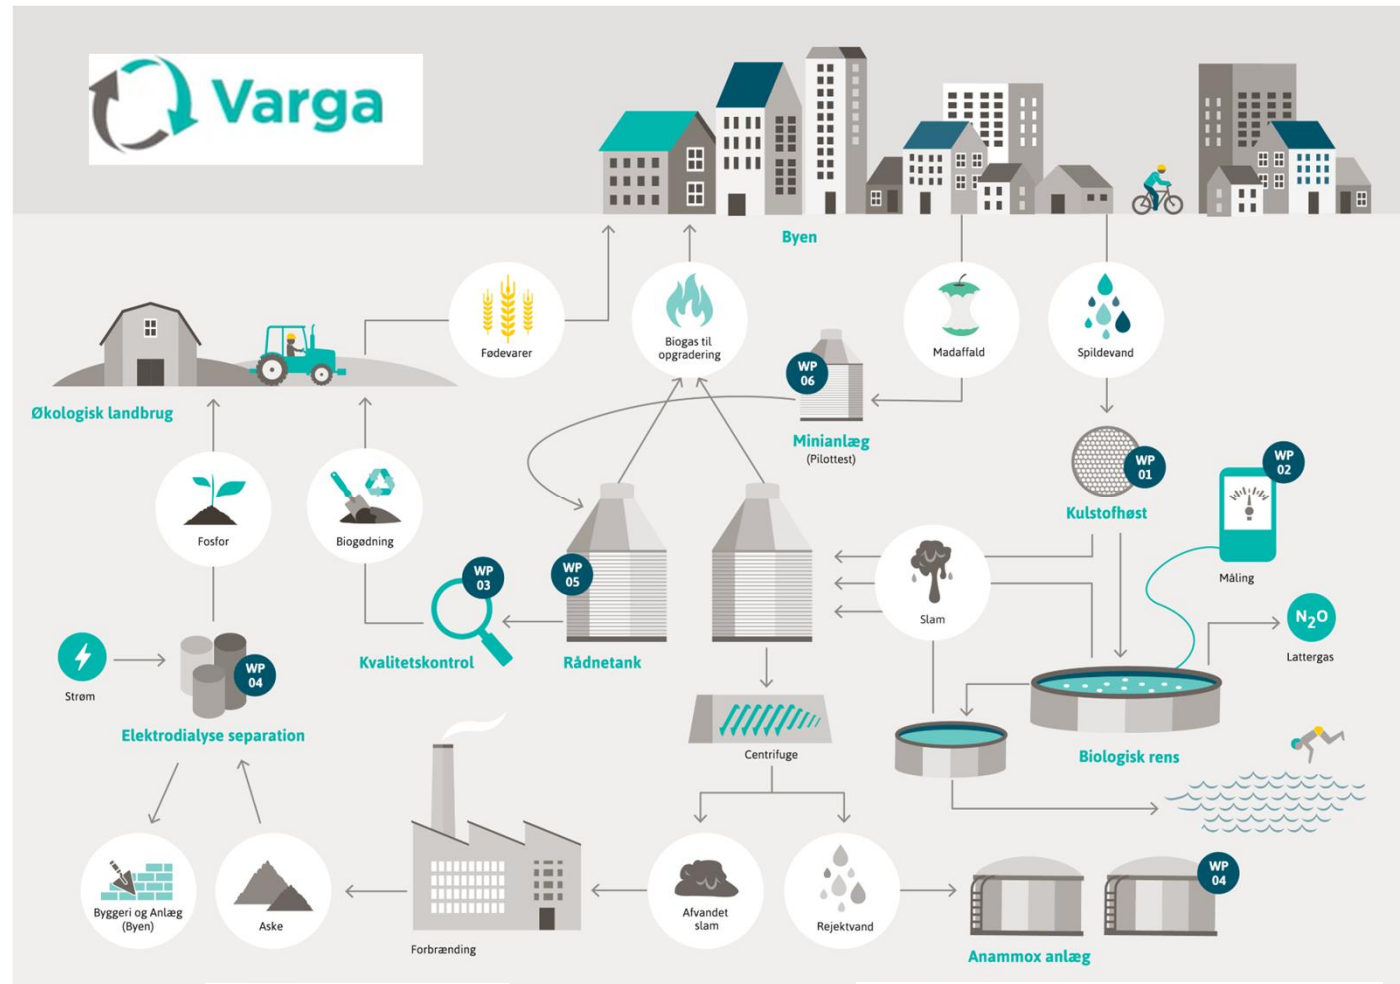 Varga
Byen
Fødevarer
Biogas til
opgradering
Madaffald
Spildevand
WP
06
Økologisk landbrug
Minianlæg
(Pilottest)
WP
01
WP
02
Kulstofhøst
Fosfor
Biogødning
WP
03
WP
05
Slam
Måling
N₂O
Lattergas
Kvalitetskontrol
Rådnetank
Strøm
WP
04
Elektrodialyse separation
Centrifuge
Biologisk rens
Byggeri og Anlæg
(Byen)
Aske
Forbrænding
Afvandet
slam
Rejektvand
WP
04
Anammox anlæg